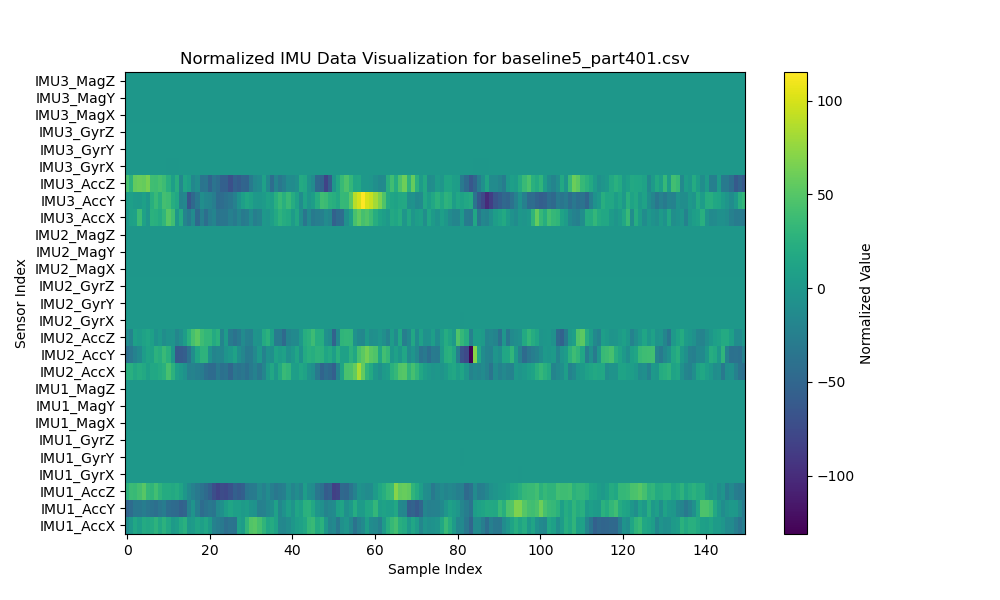 Normalized IMU Data Visualization for baseline5_part401.csv
IMU3_MagZ
IMU3_MagY
IMU3_MagX
IMU3_GyrZ
IMU3_GyrY
IMU3_GyrX
IMU3_AccZ
IMU3_AccY
IMU3_AccX
IMU2_MagZ
IMU2_MagY
IMU2_MagX
IMU2_GyrZ
IMU2_GyrY
IMU2_GyrX
IMU2_AccZ
IMU2_AccY
IMU2_AccX
IMU1_MagZ
IMU1_MagY
IMU1_MagX
IMU1_GyrZ
IMU1_GyrY
IMU1_GyrX
IMU1_AccZ
IMU1_AccY
IMU1_AccX
Sensor Index
0 20 40 60 80 100 120 140
Sample Index
100
50
0
−50
−100
Normalized Value